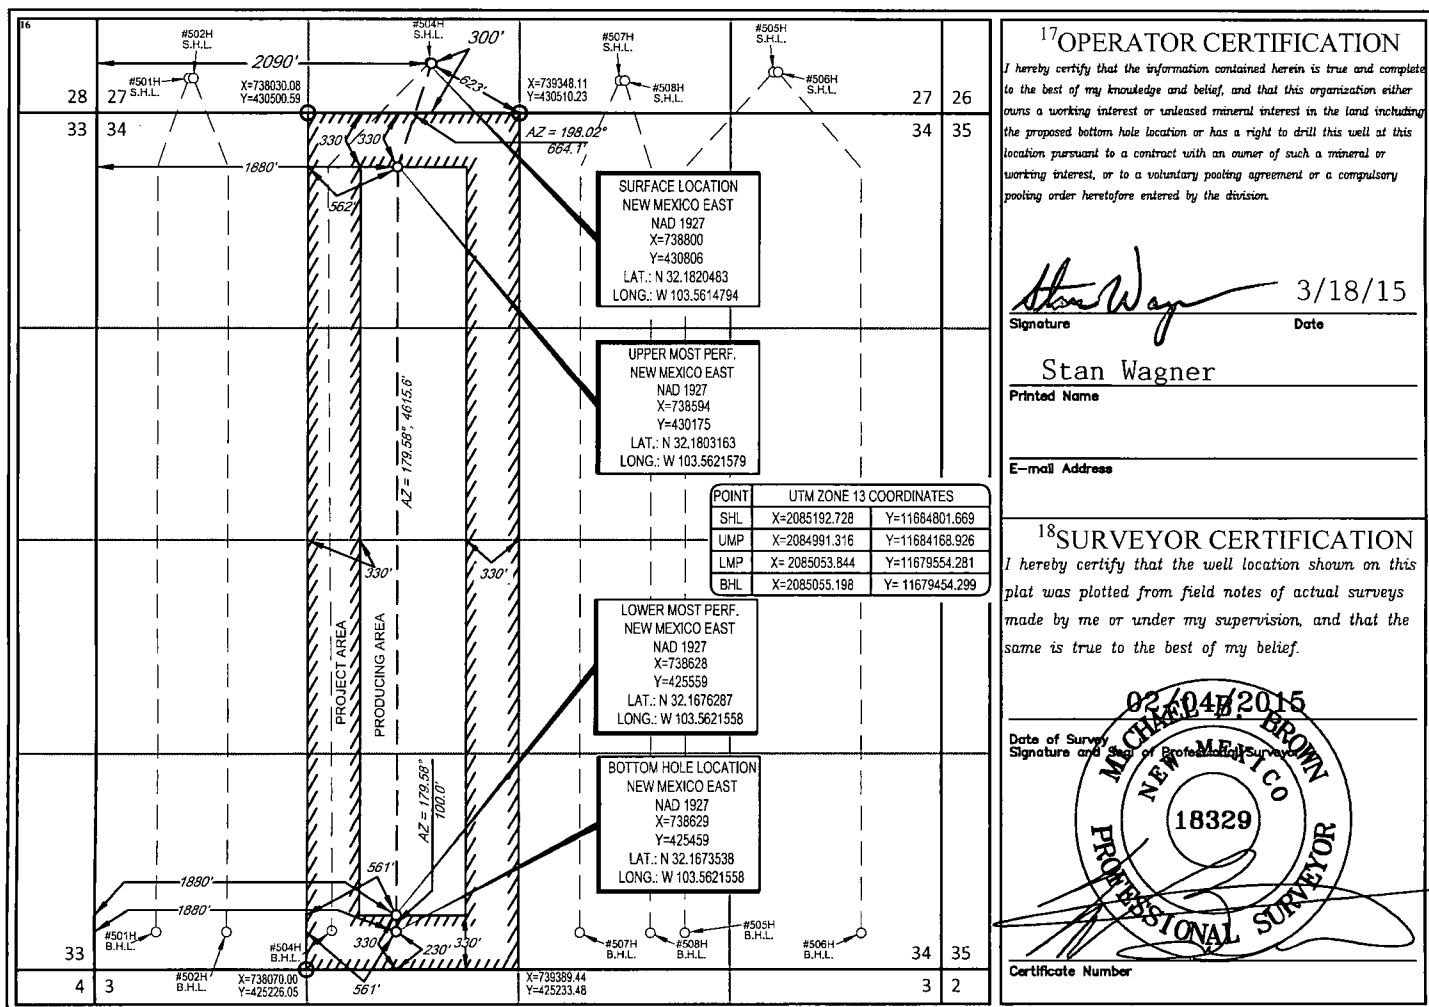 16
#502H
S.H.L.
#504H
S.H.L.
300'
#507H
S.H.L.
#505H
S.H.L.
2090'
#501H
S.H.L.
623'
#508H
S.H.L.
#506H
S.H.L.
X=738030.08
Y=430500.59
X=739348.11
Y=430510.23
28 27
27 26
33 34
34 35
330' 330'
AZ = 198.02°
664.1'
1880'
562'
SURFACE LOCATION
NEW MEXICO EAST
NAD 1927
X=738800
Y=430806
LAT.: N 32.1820483
LONG.: W 103.5614794
UPPER MOST PERF.
NEW MEXICO EAST
NAD 1927
X=738594
Y=430175
LAT.: N 32.1803163
LONG.: W 103.5621579
AZ = 179.58°, 4615.6'
POINT UTM ZONE 13 COORDINATES
SHL X=2085192.728 Y=11684801.669
UMP X=2084991.316 Y=11684168.926
LMP X= 2085053.844 Y=11679554.281
BHL X=2085055.198 Y= 11679454.299
330'
330'
PROJECT AREA
PRODUCING AREA
LOWER MOST PERF.
NEW MEXICO EAST
NAD 1927
X=738628
Y=425559
LAT.: N 32.1676287
LONG.: W 103.5621558
BOTTOM HOLE LOCATION
NEW MEXICO EAST
NAD 1927
X=738629
Y=425459
LAT.: N 32.1673538
LONG.: W 103.5621558
AZ = 179.58°
100.0'
561'
1880'
1880'
#501H
B.H.L.
#502H
B.H.L.
#504H
B.H.L.
330'
230'
330'
561'
#507H
B.H.L.
#508H
B.H.L.
#505H
B.H.L.
#506H
B.H.L.
33
34 35
4 3
3 2
X=738070.00
Y=425226.05
X=739389.44
Y=425233.48
17OPERATOR CERTIFICATION
I hereby certify that the information contained herein is true and complete
to the best of my knowledge and belief, and that this organization either
owns a working interest or unleased mineral interest in the land including
the proposed bottom hole location or has a right to drill this well at this
location pursuant to a contract with an owner of such a mineral or
working interest, or to a voluntary pooling agreement or a compulsory
pooling order heretofore entered by the division.
Stan Wagner 3/18/15
Signature Date
Stan Wagner
Printed Name
E-mail Address
18SURVEYOR CERTIFICATION
I hereby certify that the well location shown on this
plat was plotted from field notes of actual surveys
made by me or under my supervision, and that the
same is true to the best of my belief.
02/04/2015
Date of Survey
Signature and Seal of Professional Surveyor
MICHAEL B. BROWN
NEW MEXICO
18329
PROFESSIONAL SURVEYOR
Certificate Number